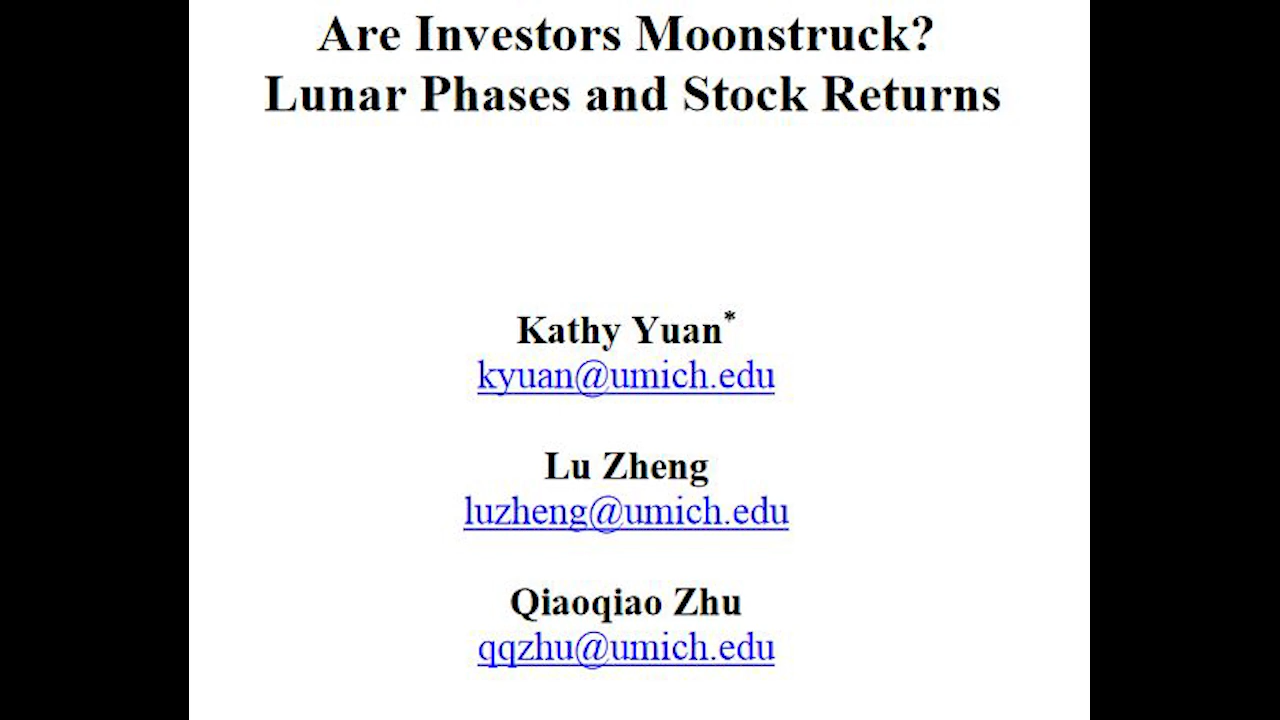 Are Investors Moonstruck?
Lunar Phases and Stock Returns
Kathy Yuan*
kyuan@umich.edu
Lu Zheng
luzheng@umich.edu
Qiaoqiao Zhu
qqzhu@umich.edu